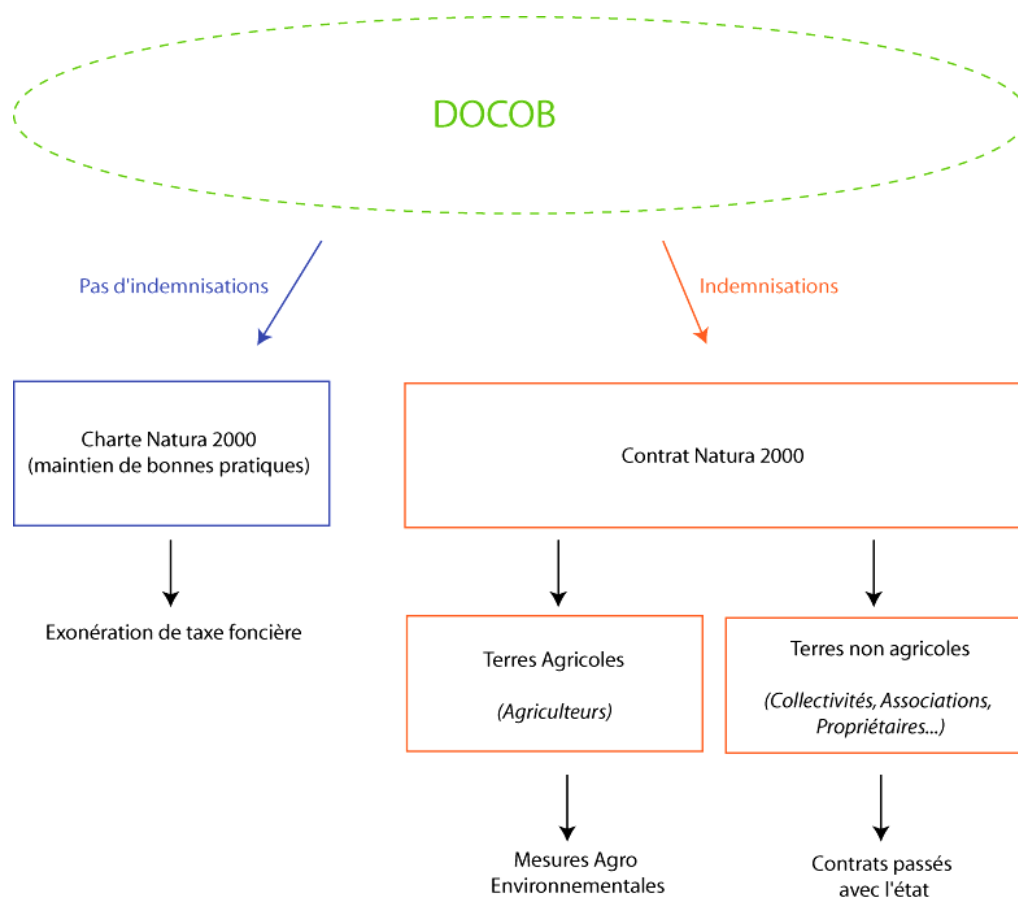 DOCOB
Pas d'indemnisations
Indemnisations
Charte Natura 2000
(maintien de bonnes pratiques)
Contrat Natura 2000
Exonération de taxe foncière
Terres Agricoles
(Agriculteurs)
Terres non agricoles
(Collectivités, Associations,
Propriétaires...)
Mesures Agro
Environnementales
Contrats passés
avec l'état